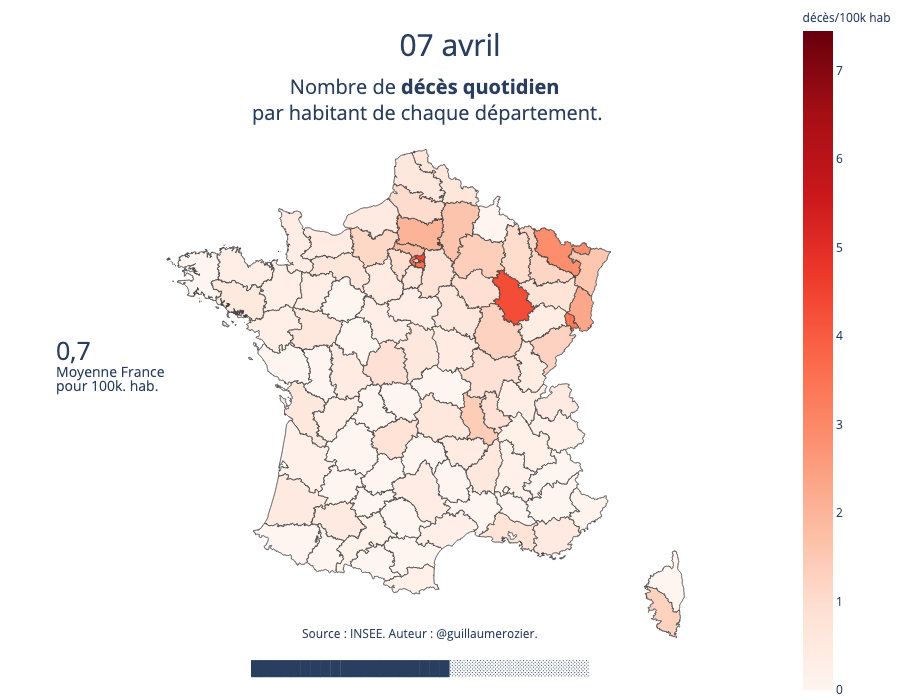 décès/100k hab
07 avril
Nombre de décès quotidien
par habitant de chaque département.
7
6
5
4
3
2
1
0
0,7
Moyenne France
pour 100k. hab.
Source : INSEE. Auteur : @guillaumerozier.